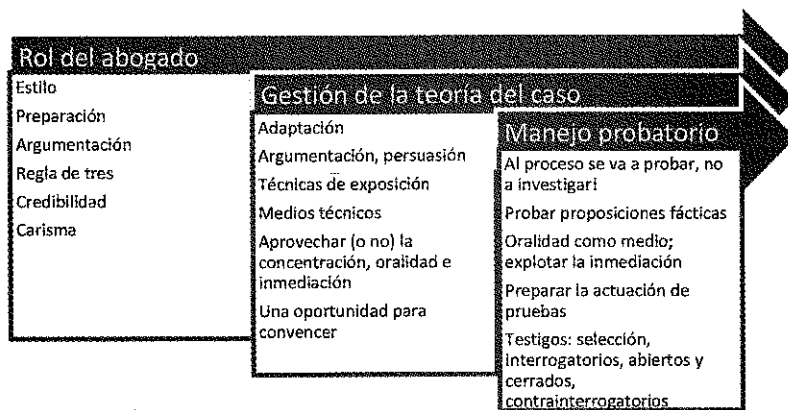 Rol del abogado
Estilo
Preparación
Argumentación
Regla de tres
Credibilidad
Carisma
Gestión de la teoría del caso
Adaptación
Argumentación, persuasión
Técnicas de exposición
Medios técnicos
Aprovechar (o no) la
concentración, oralidad e
inmediación
Una oportunidad para
convencer
Manejo probatorio
Al proceso se va a probar, no
a investigar!
Probar proposiciones fácticas
Oralidad como medio;
explotar la inmediación
Preparar la actuación de
pruebas
Testigos: selección,
interrogatorios, abiertos y
cerrados,
contrainterrogatorios